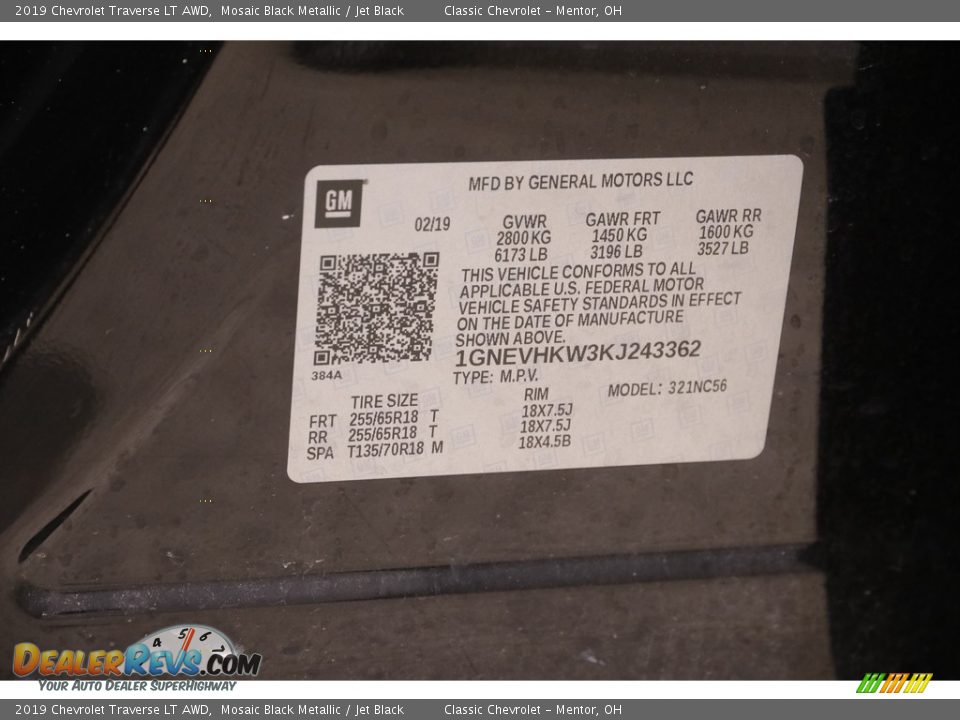 2019 Chevrolet Traverse LT AWD, Mosaic Black Metallic / Jet Black Classic Chevrolet – Mentor, OH
GM
MFD BY GENERAL MOTORS LLC
02/19
GVWR GAWR FRT GAWR RR
2800 KG 1450 KG 1600 KG
6173 LB 3196 LB 3527 LB
THIS VEHICLE CONFORMS TO ALL
APPLICABLE U.S. FEDERAL MOTOR
VEHICLE SAFETY STANDARDS IN EFFECT
ON THE DATE OF MANUFACTURE
SHOWN ABOVE.
1GNEVHKW3KJ243362
384A
TYPE: M.P.V. MODEL: 321NC56
TIRE SIZE RIM
FRT 255/65R18 T 18X7.5J
RR 255/65R18 T 18X7.5J
SPA T135/70R18 M 18X4.5B
4 5 6 7
DealerRevs.com
Your Auto Dealer SuperHighway
2019 Chevrolet Traverse LT AWD, Mosaic Black Metallic / Jet Black Classic Chevrolet – Mentor, OH